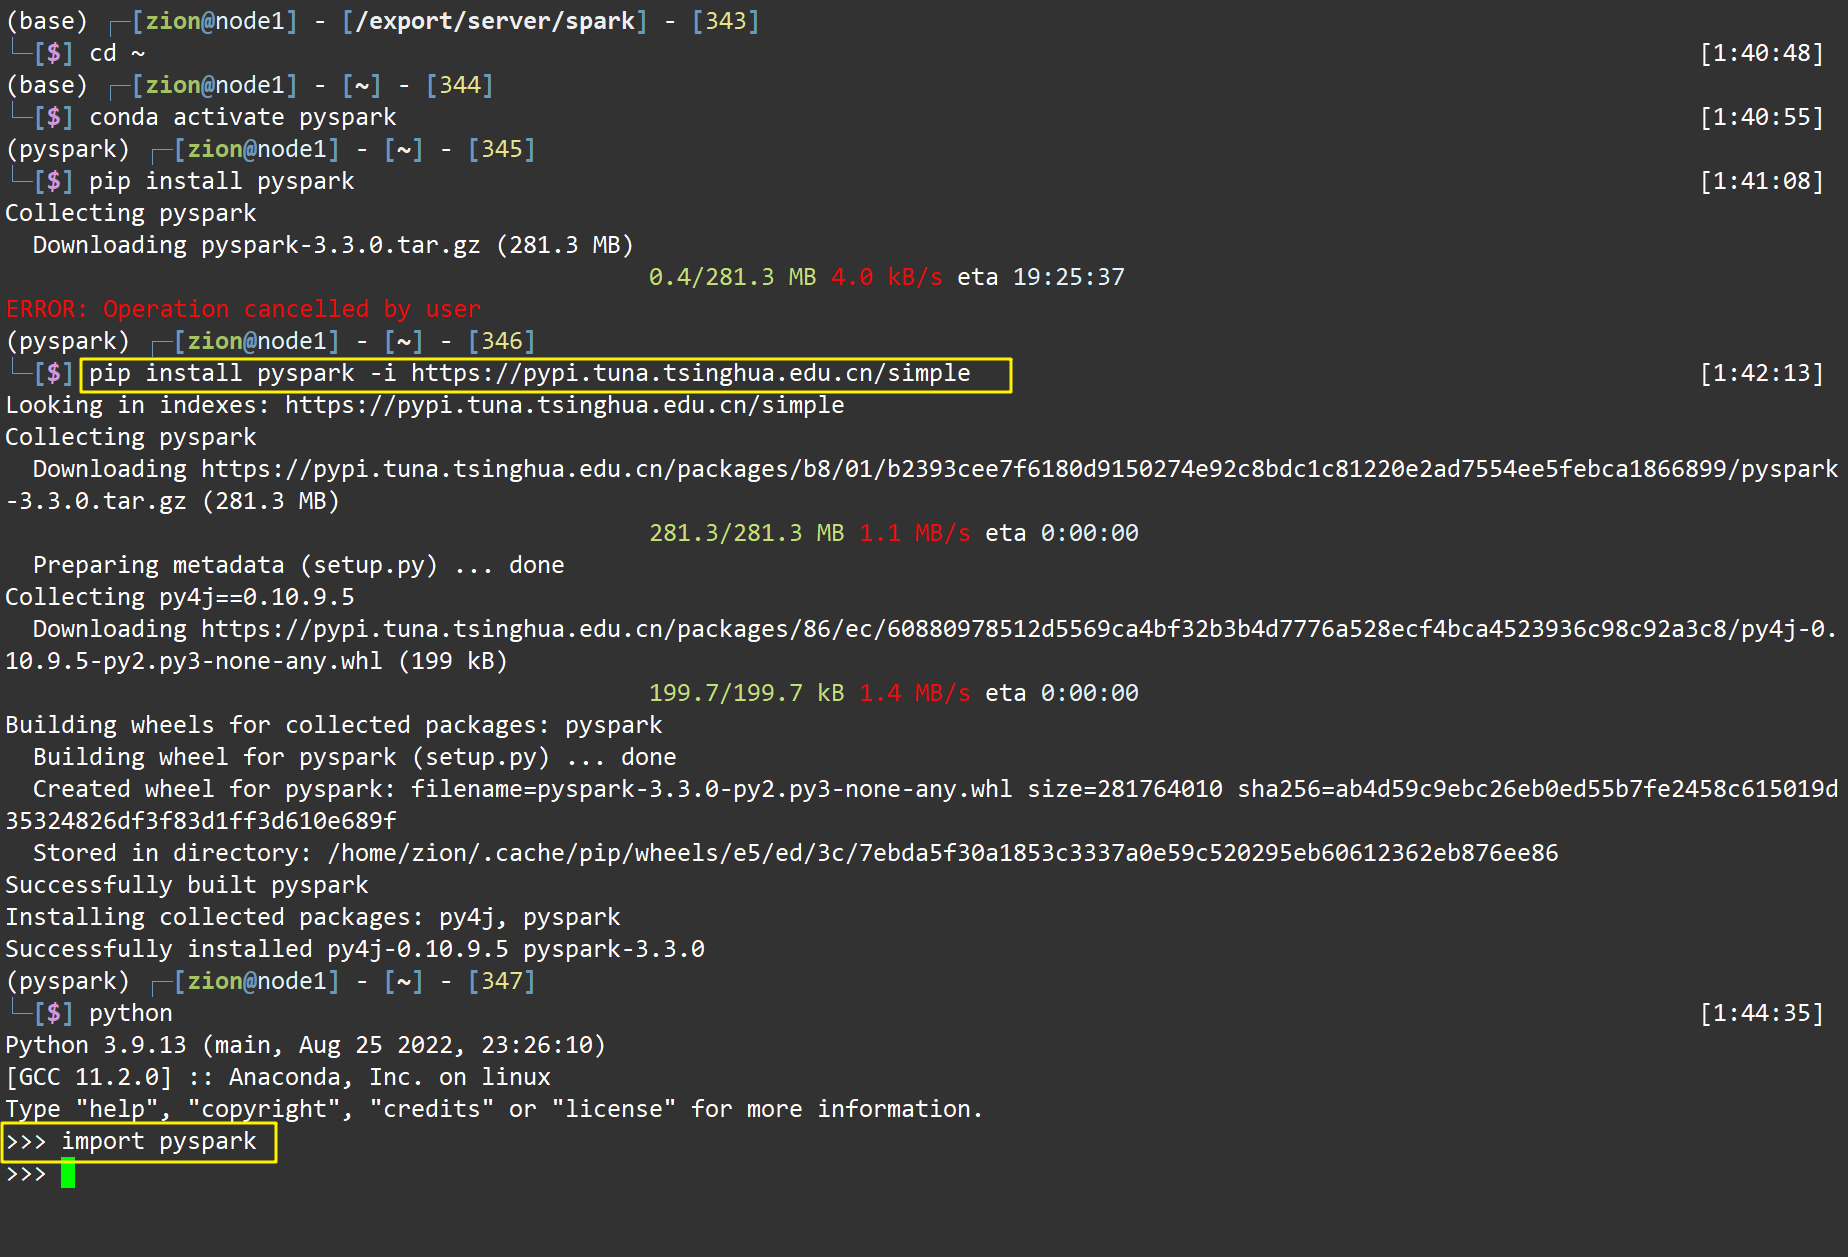 (base) ┌─[zion@node1] - [/export/server/spark] - [343]
└─[$] cd ~ [1:40:48]
(base) ┌─[zion@node1] - [~] - [344]
└─[$] conda activate pyspark [1:40:55]
(pyspark) ┌─[zion@node1] - [~] - [345]
└─[$] pip install pyspark [1:41:08]
Collecting pyspark
  Downloading pyspark-3.3.0.tar.gz (281.3 MB)
0.4/281.3 MB 4.0 kB/s eta 19:25:37
ERROR: Operation cancelled by user
(pyspark) ┌─[zion@node1] - [~] - [346]
└─[$] pip install pyspark -i https://pypi.tuna.tsinghua.edu.cn/simple [1:42:13]
Looking in indexes: https://pypi.tuna.tsinghua.edu.cn/simple
Collecting pyspark
  Downloading https://pypi.tuna.tsinghua.edu.cn/packages/b8/01/b2393cee7f6180d9150274e92c8bdc1c81220e2ad7554ee5febca1866899/pyspark
-3.3.0.tar.gz (281.3 MB)
281.3/281.3 MB 1.1 MB/s eta 0:00:00
  Preparing metadata (setup.py) ... done
Collecting py4j==0.10.9.5
  Downloading https://pypi.tuna.tsinghua.edu.cn/packages/86/ec/60880978512d5569ca4bf32b3b4d7776a528ecf4bca4523936c98c92a3c8/py4j-0.
10.9.5-py2.py3-none-any.whl (199 kB)
199.7/199.7 kB 1.4 MB/s eta 0:00:00
Building wheels for collected packages: pyspark
  Building wheel for pyspark (setup.py) ... done
  Created wheel for pyspark: filename=pyspark-3.3.0-py2.py3-none-any.whl size=281764010 sha256=ab4d59c9ebc26eb0ed55b7fe2458c615019d
35324826df3f83d1ff3d610e689f
  Stored in directory: /home/zion/.cache/pip/wheels/e5/ed/3c/7ebda5f30a1853c3337a0e59c520295eb60612362eb876ee86
Successfully built pyspark
Installing collected packages: py4j, pyspark
Successfully installed py4j-0.10.9.5 pyspark-3.3.0
(pyspark) ┌─[zion@node1] - [~] - [347]
└─[$] python [1:44:35]
Python 3.9.13 (main, Aug 25 2022, 23:26:10)
[GCC 11.2.0] :: Anaconda, Inc. on linux
Type "help", "copyright", "credits" or "license" for more information.
>>> import pyspark
>>>